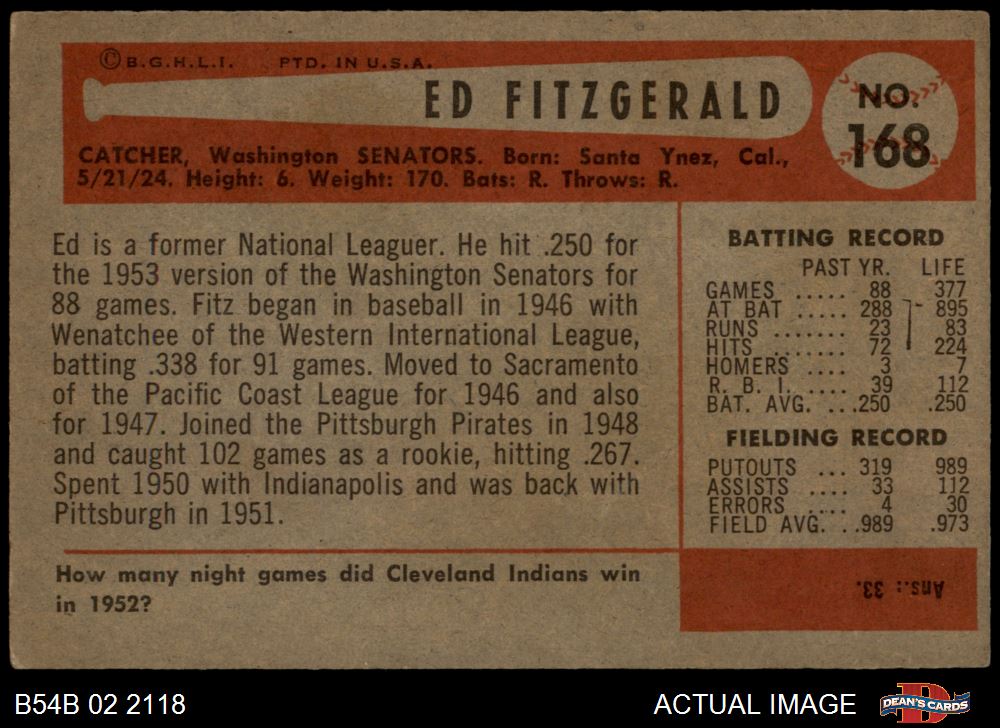 © B.G.H.L.I. PTD. IN U.S.A.
ED FITZGERALD
NO.
168
CATCHER, Washington SENATORS. Born: Santa Ynez, Cal.,
5/21/24. Height: 6. Weight: 170. Bats: R. Throws: R.
Ed is a former National Leaguer. He hit .250 for
the 1953 version of the Washington Senators for
88 games. Fitz began in baseball in 1946 with
Wenatchee of the Western International League,
batting .338 for 91 games. Moved to Sacramento
of the Pacific Coast League for 1946 and also
for 1947. Joined the Pittsburgh Pirates in 1948
and caught 102 games as a rookie, hitting .267.
Spent 1950 with Indianapolis and was back with
Pittsburgh in 1951.
How many night games did Cleveland Indians win
in 1952?
BATTING RECORD
PAST YR. LIFE
GAMES ..... 88 377
AT BAT ..... 288 895
RUNS ....... 23 83
HITS ........ 72 224
HOMERS .... 3 7
R. B. I. .... 39 112
BAT. AVG. ...250 .250
FIELDING RECORD
PUTOUTS ... 319 989
ASSISTS .... 33 112
ERRORS .... 4 30
FIELD AVG. ..989 .973
Ans.: 33.
B54B 02 2118
ACTUAL IMAGE
D
DEAN'S CARDS